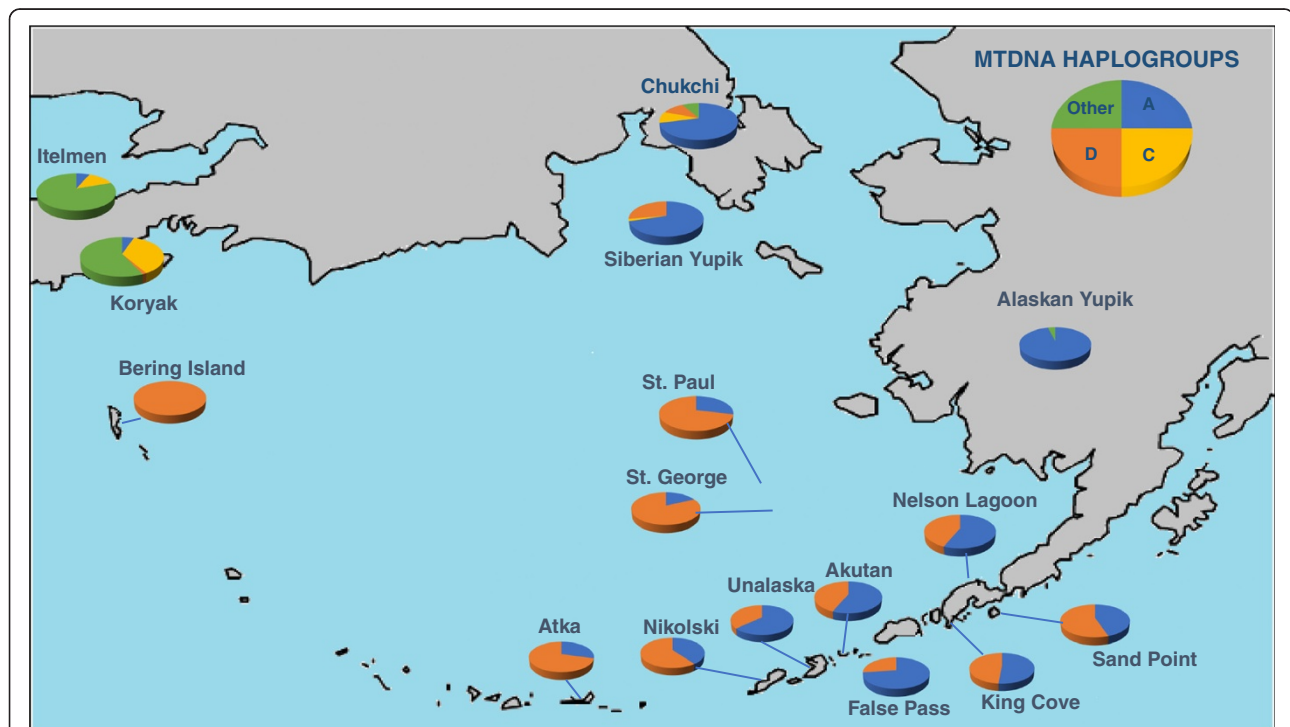 MTDNA HAPLOGROUPS
Other
A
D
C
Chukchi
Itelmen
Siberian Yupik
Koryak
Alaskan Yupik
Bering Island
St. Paul
St. George
Nelson Lagoon
Akutan
Unalaska
Nikolski
Atka
Sand Point
King Cove
False Pass